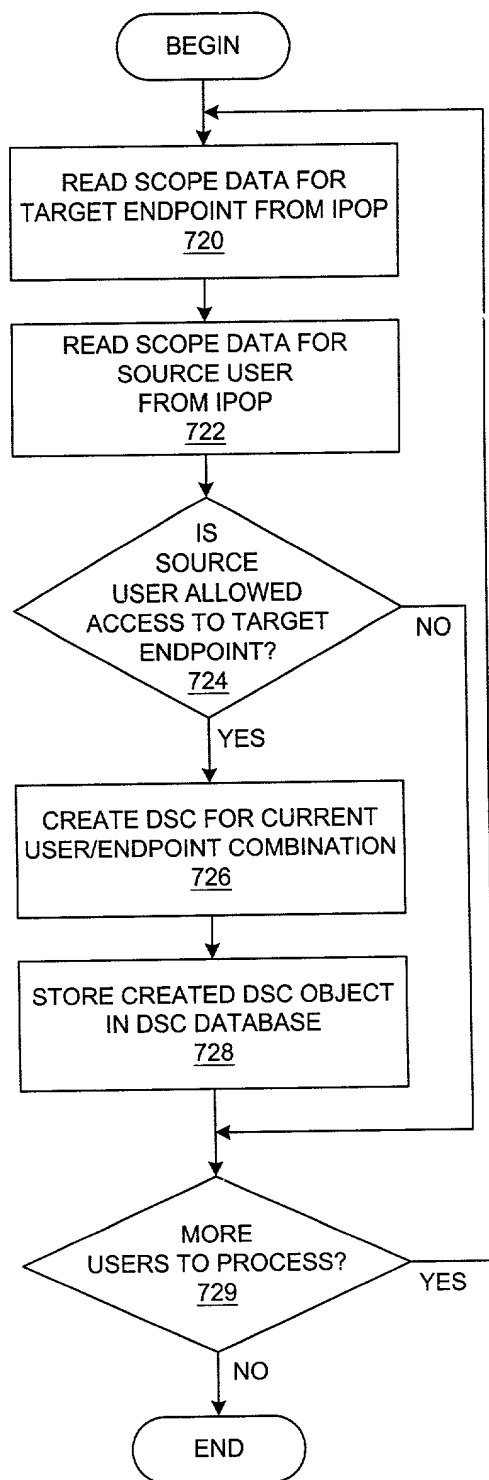 BEGIN
READ SCOPE DATA FOR
TARGET ENDPOINT FROM IPOP
720
READ SCOPE DATA FOR
SOURCE USER
FROM IPOP
722
IS
SOURCE
USER ALLOWED
ACCESS TO TARGET
ENDPOINT?
724
NO
YES
CREATE DSC FOR CURRENT
USER/ENDPOINT COMBINATION
726
STORE CREATED DSC OBJECT
IN DSC DATABASE
728
MORE
USERS TO PROCESS?
729
YES
NO
END